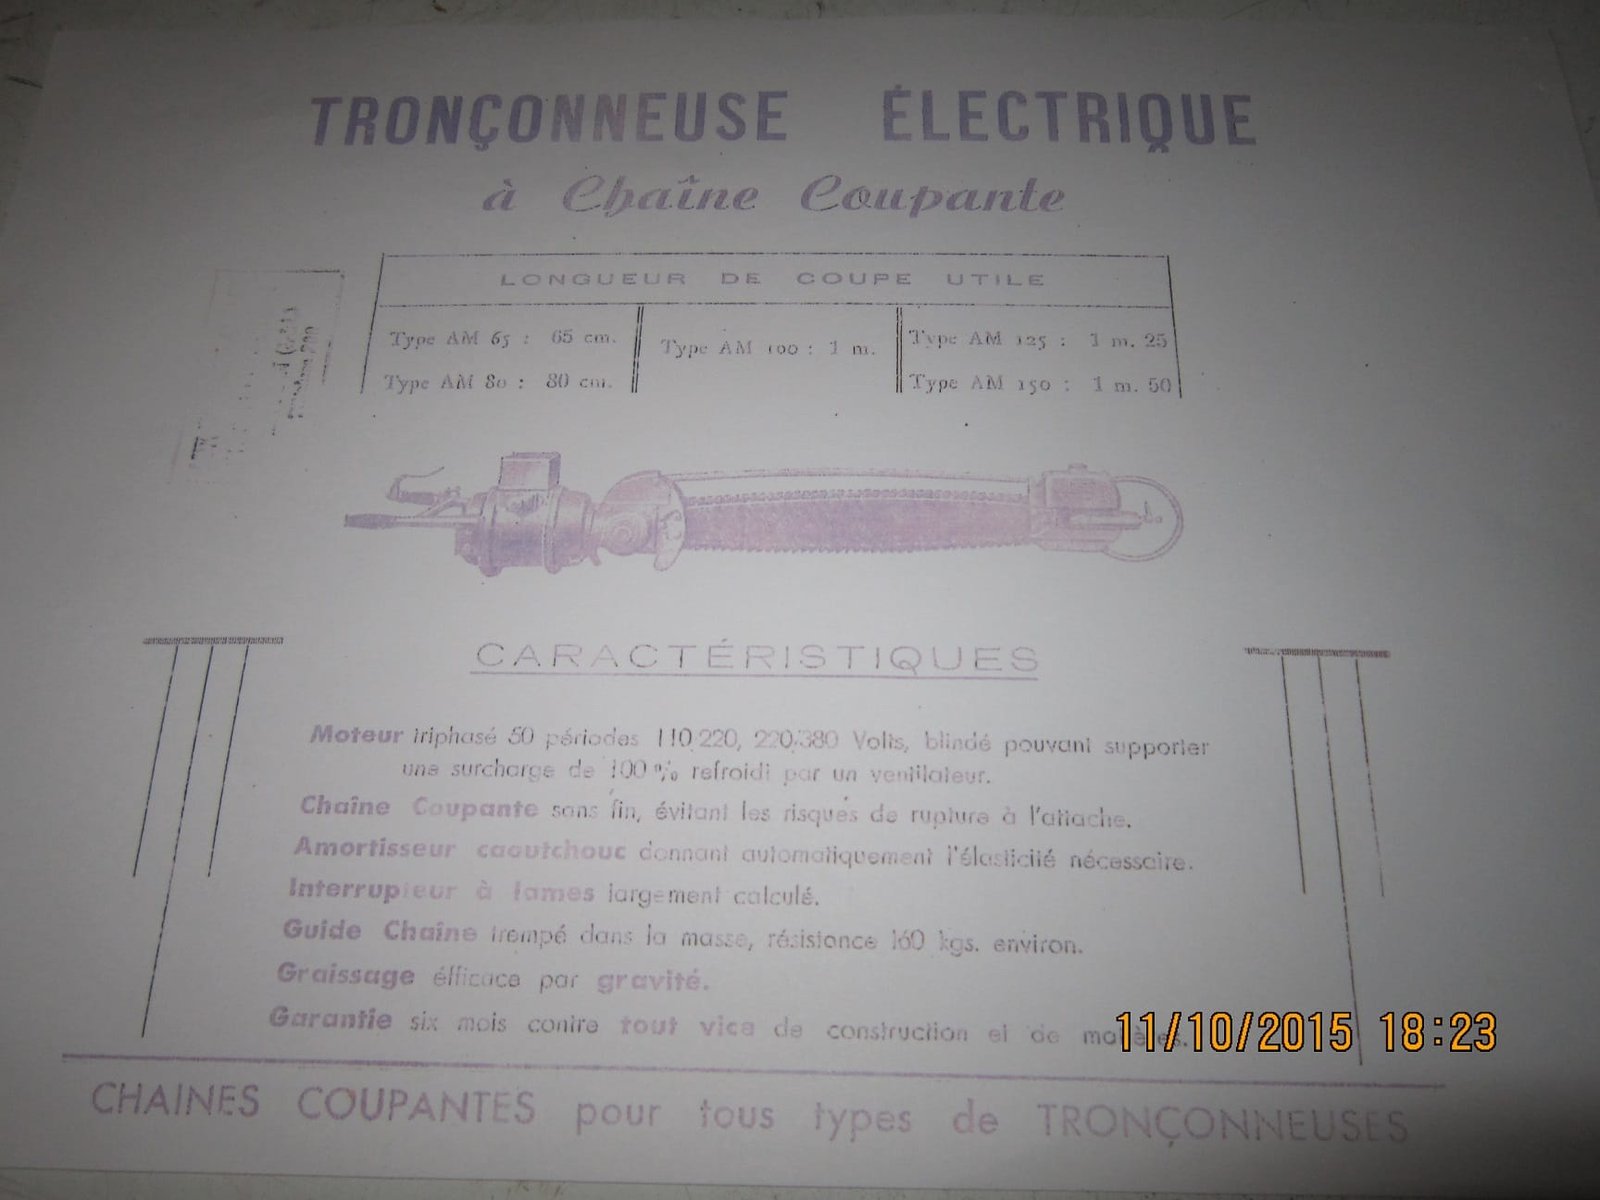 TRONÇONNEUSE ÉLECTRIQUE
à Chaîne Coupante
LONGUEUR DE COUPE UTILE
Type AM 65 : 65 cm.
Type AM 80 : 80 cm.
Type AM 100 : 1 m.
Type AM 125 : 1 m. 25
Type AM 150 : 1 m. 50
CARACTÉRISTIQUES
Moteur triphasé 50 périodes 110/220, 220/380 Volts, blindé pouvant supporter
une surcharge de 100 % refroidi par un ventilateur.
Chaîne Coupante sans fin, évitant les risques de rupture à l'attache.
Amortisseur caoutchouc donnant automatiquement l'élasticité nécessaire.
Interrupteur à lames largement calculé.
Guide Chaîne trempé dans la masse, résistance 160 kgs. environ.
Graissage éfficace par gravité.
Garantie six mois contre tout vice de construction et de matières.
11/10/2015 18:23
CHAINES COUPANTES pour tous types de TRONÇONNEUSES